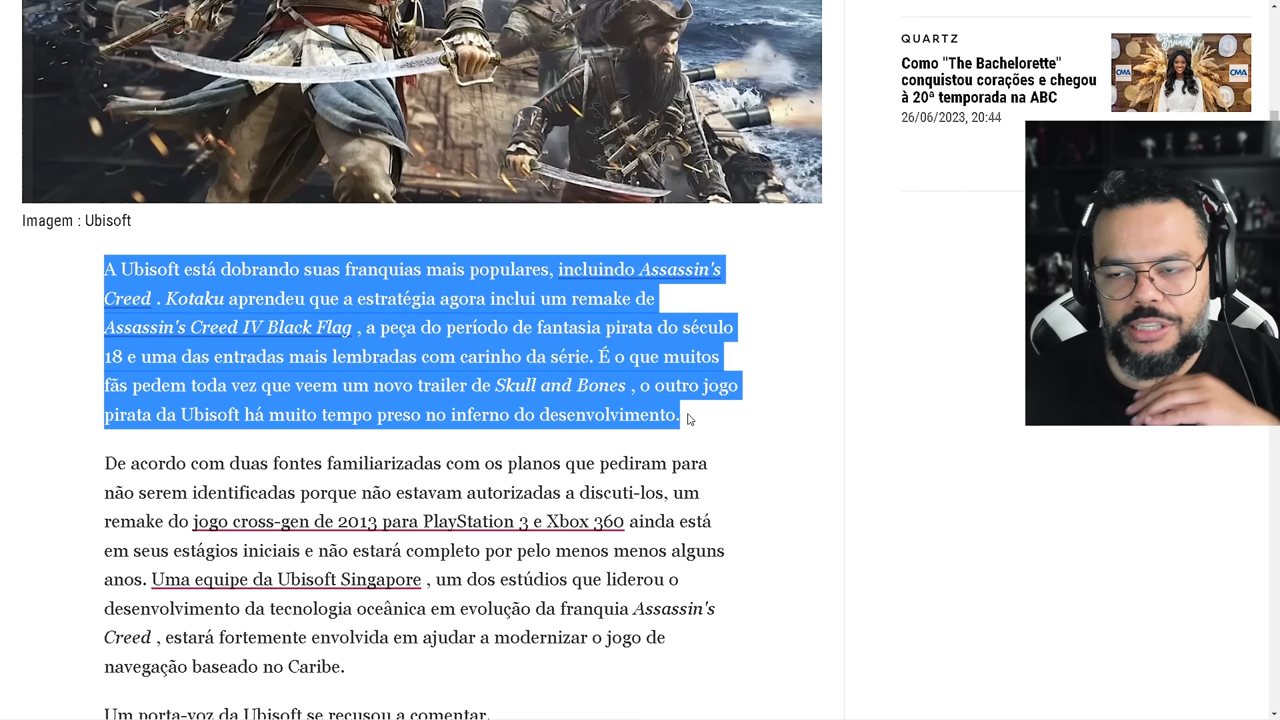 Imagem : Ubisoft
A Ubisoft está dobrando suas franquias mais populares, incluindo Assassin's
Creed . Kotaku aprendeu que a estratégia agora inclui um remake de
Assassin's Creed IV Black Flag , a peça do período de fantasia pirata do século
18 e uma das entradas mais lembradas com carinho da série. É o que muitos
fãs pedem toda vez que veem um novo trailer de Skull and Bones , o outro jogo
pirata da Ubisoft há muito tempo preso no inferno do desenvolvimento.
De acordo com duas fontes familiarizadas com os planos que pediram para
não serem identificadas porque não estavam autorizadas a discuti-los, um
remake do jogo cross-gen de 2013 para PlayStation 3 e Xbox 360 ainda está
em seus estágios iniciais e não estará completo por pelo menos menos alguns
anos. Uma equipe da Ubisoft Singapore , um dos estúdios que liderou o
desenvolvimento da tecnologia oceânica em evolução da franquia Assassin's
Creed , estará fortemente envolvida em ajudar a modernizar o jogo de
navegação baseado no Caribe.
Um porta-voz da Ubisoft se recusou a comentar.
QUARTZ
Como "The Bachelorette"
conquistou corações e chegou
à 20ª temporada na ABC
26/06/2023, 20:44
CMA
CMA